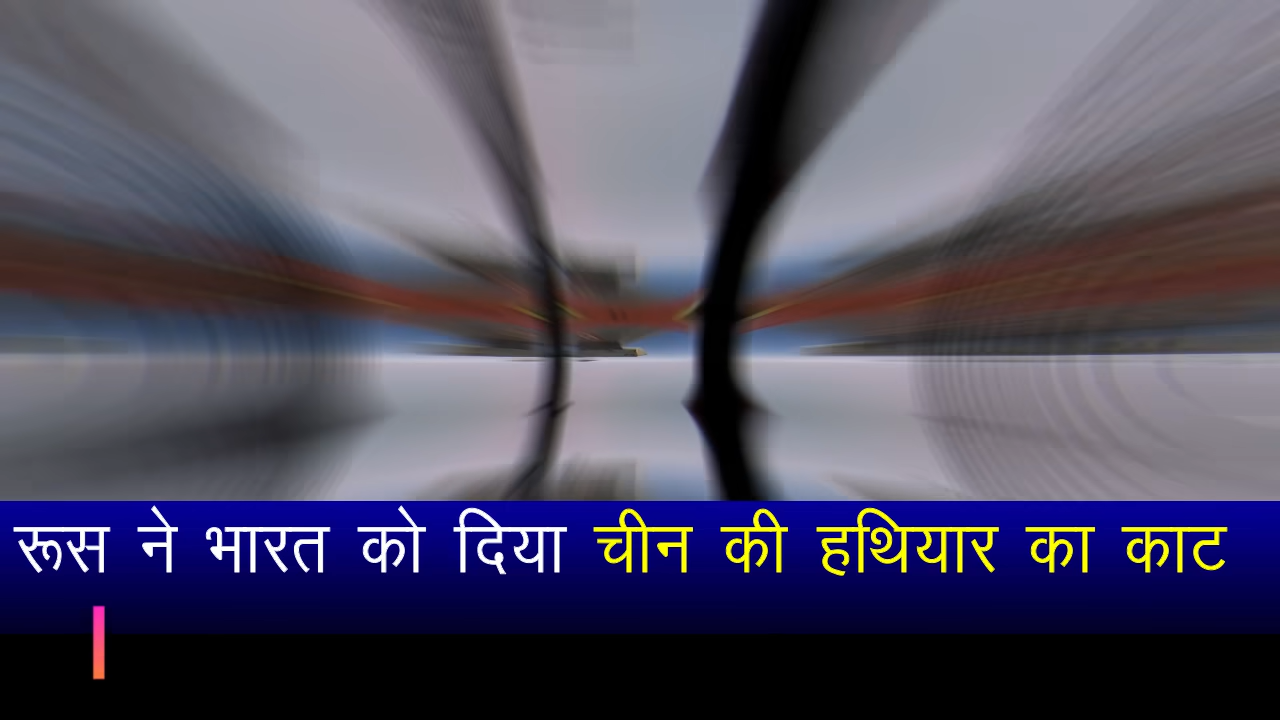 रूस ने भारत को दिया चीन की हथियार का काट